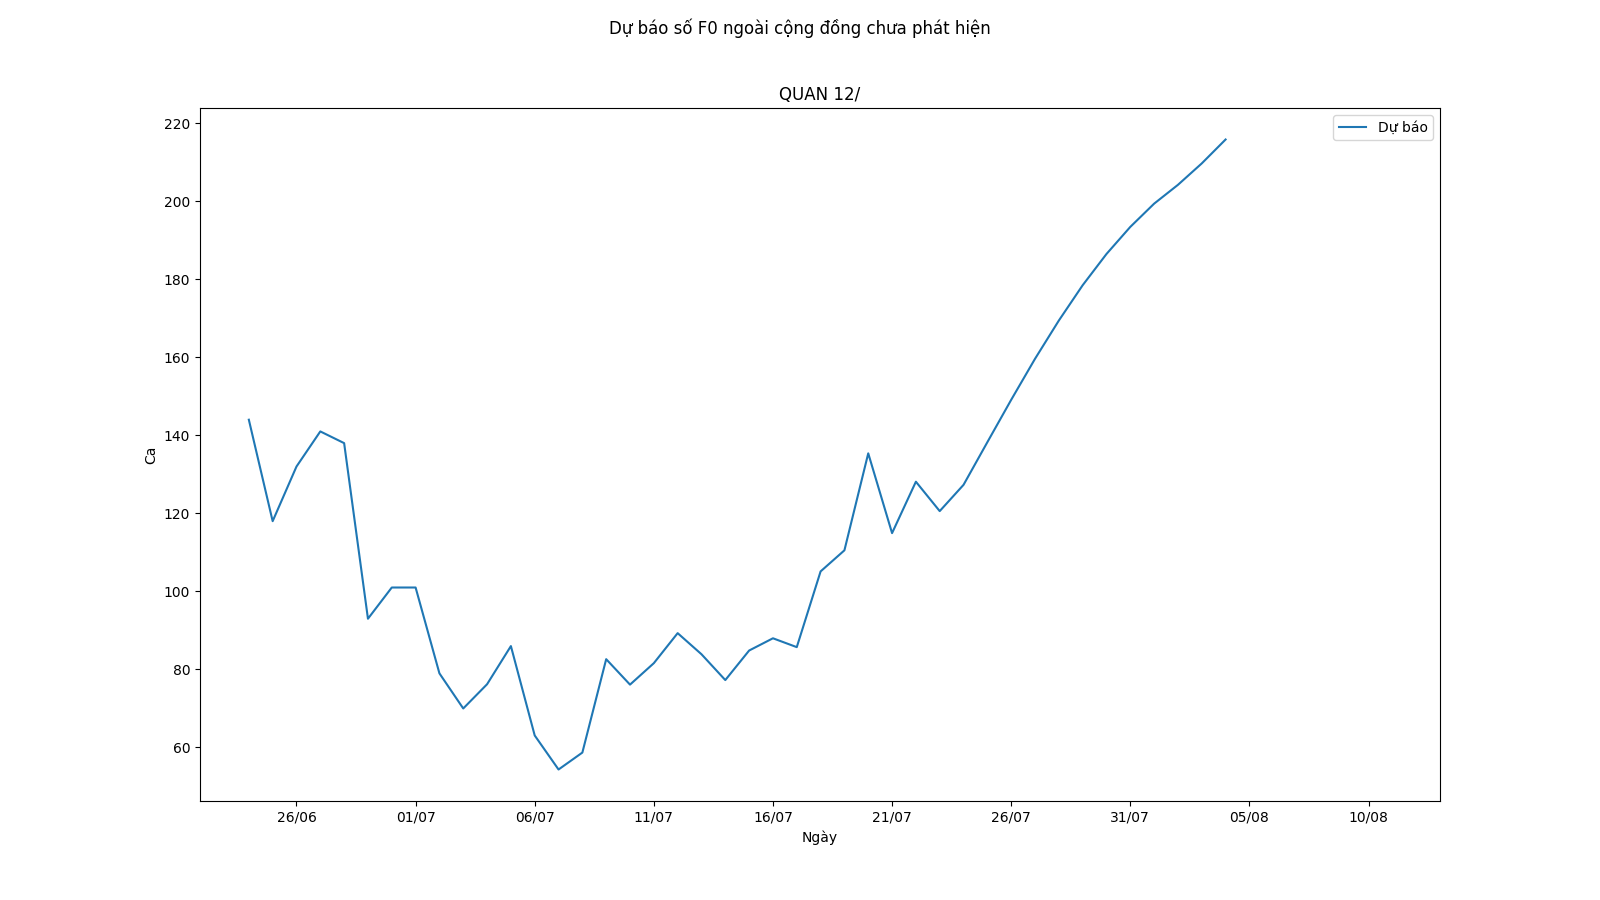 Dự báo số F0 ngoài cộng đồng chưa phát hiện
QUAN 12/
Dự báo
220
200
180
160
140
120
100
80
60
Ca
26/06 01/07 06/07 11/07 16/07 21/07 26/07 31/07 05/08 10/08
Ngày